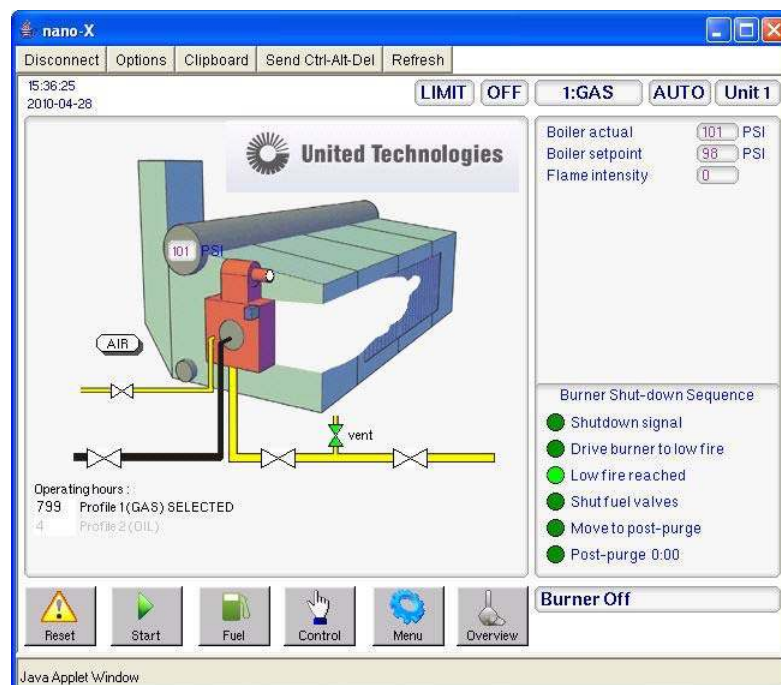 nano-X
Disconnect Options Clipboard Send Ctrl-Alt-Del Refresh
15:36:25
2010-04-28
LIMIT OFF 1:GAS AUTO Unit 1
United Technologies
Boiler actual 101 PSI
Boiler setpoint 98 PSI
Flame intensity 0
101 PSI
AIR
vent
Operating hours :
799 Profile 1(GAS) SELECTED
4 Profile 2 (OIL)
Burner Shut-down Sequence
Shutdown signal
Drive burner to low fire
Low fire reached
Shut fuel valves
Move to post-purge
Post-purge 0:00
Burner Off
Reset Start Fuel Control Menu Overview
Java Applet Window